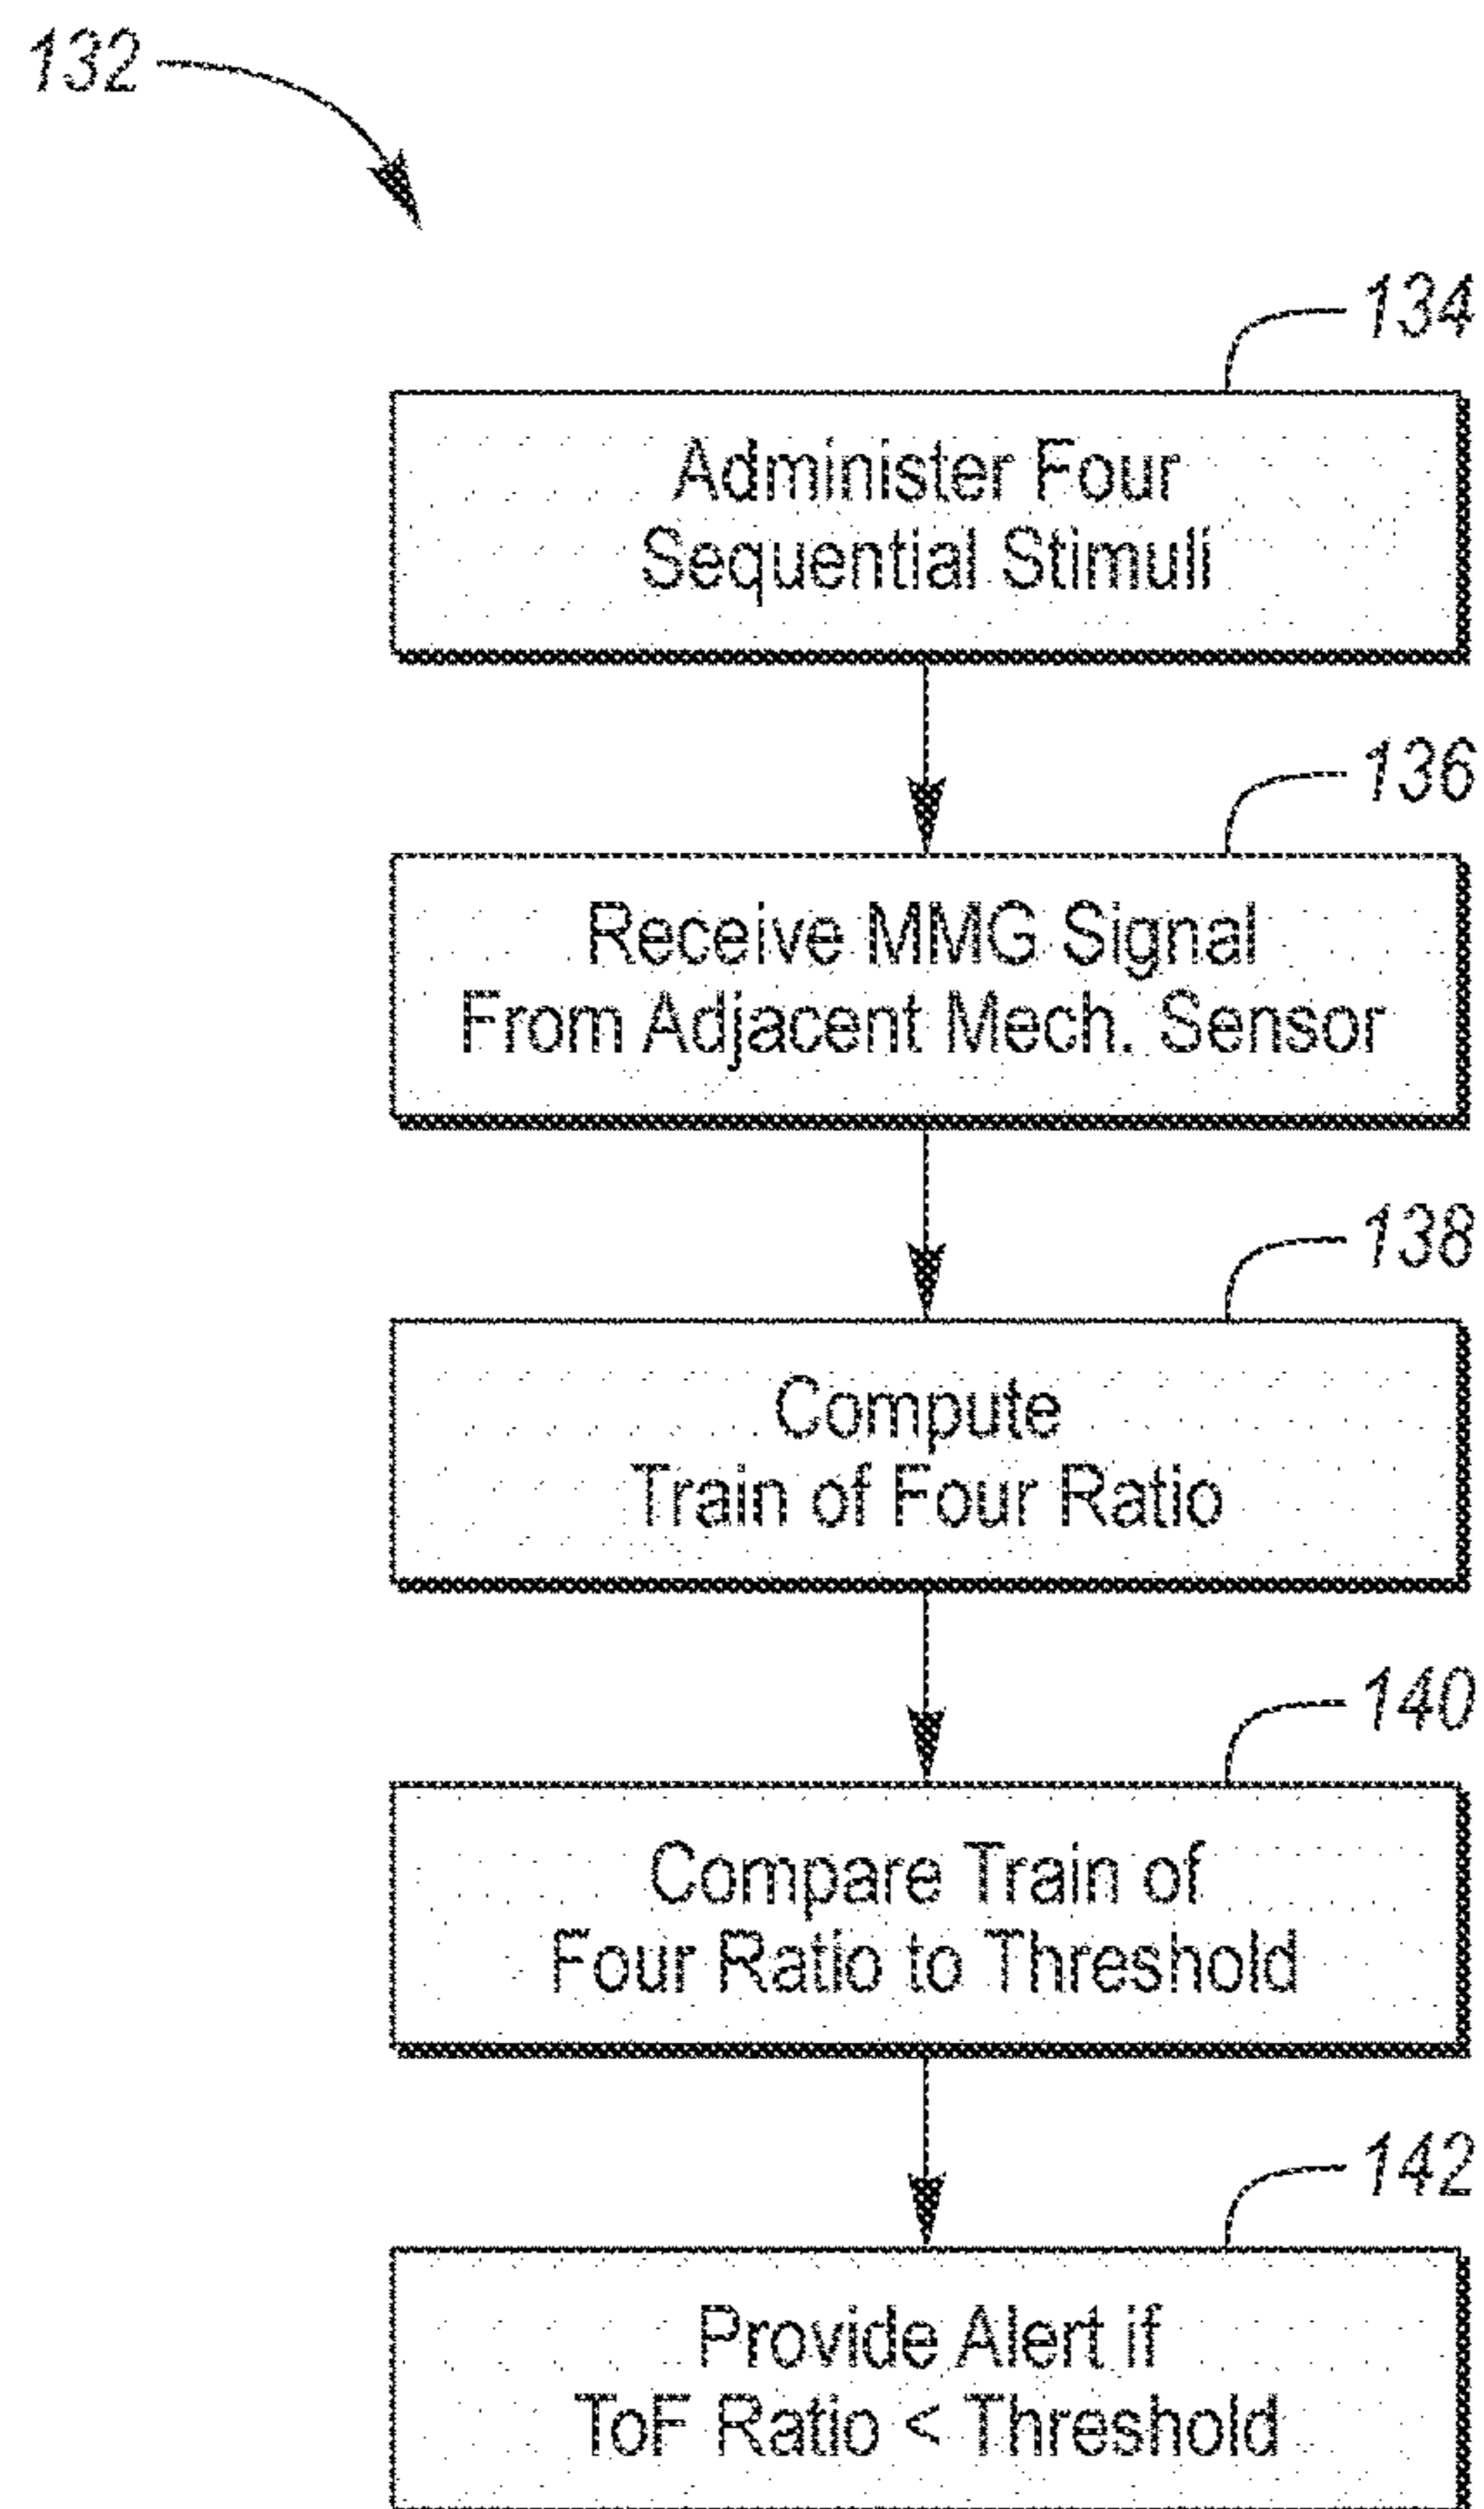 132
134
Administer Four
Sequential Stimuli
136
Receive MMG Signal
From Adjacent Mech. Sensor
138
Compute
Train of Four Ratio
140
Compare Train of
Four Ratio to Threshold
142
Provide Alert if
ToF Ratio < Threshold